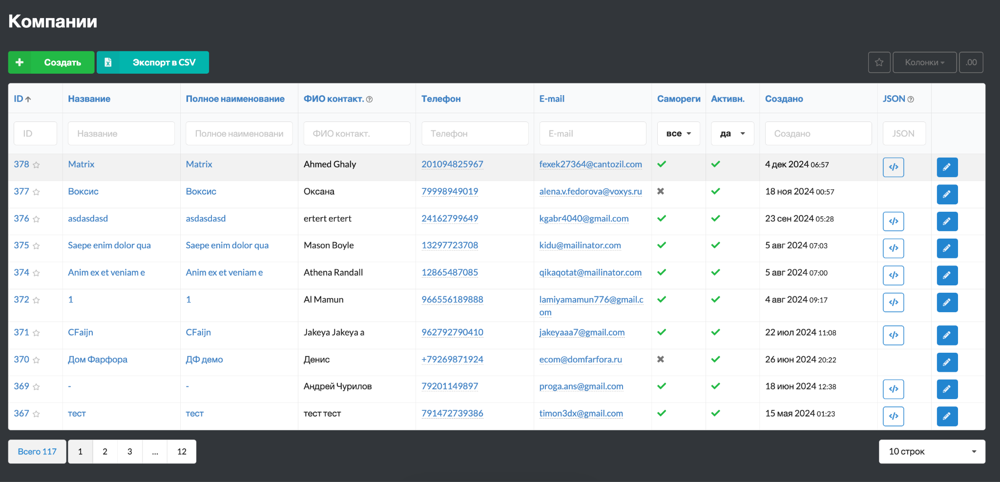 Компании
Создать
Экспорт в CSV
Колонки
.00
ID Название Полное наименование ФИО контакт. Телефон E-mail Самореги Активн. Создано JSON
ID Название Полное наименовани ФИО контакт. Телефон E-mail все да Создано JSON
378 Matrix Matrix Ahmed Ghaly 201094825967 fexek27364@cantozil.com 4 дек 2024 06:57
377 Воксис Воксис Оксана 79998949019 alena.v.fedorova@voxys.ru 18 ноя 2024 00:57
376 asdasdasd asdasdasd ertert ertert 24162799649 kgabr4040@gmail.com 23 сен 2024 05:28
375 Saepe enim dolor qua Saepe enim dolor qua Mason Boyle 13297723708 kidu@mailinator.com 5 авг 2024 07:03
374 Anim ex et veniam e Anim ex et veniam e Athena Randall 12865487085 qikaqotat@mailinator.com 5 авг 2024 07:00
372 1 1 Al Mamun 966556189888 lamiyamamun776@gmail.c 4 авг 2024 09:17
om
371 CFaijn CFaijn Jakeya Jakeya a 962792790410 jakeyaaa7@gmail.com 22 июл 2024 11:08
370 Дом Фарфора ДФ демо Денис +79269871924 ecom@domfarfora.ru 26 июн 2024 20:22
369 - - Андрей Чурилов 79201149897 proga.ans@gmail.com 18 июн 2024 12:38
367 тест тест тест тест 791472739386 timon3dx@gmail.com 15 мая 2024 01:23
Всего 117 1 2 3 ... 12
10 строк